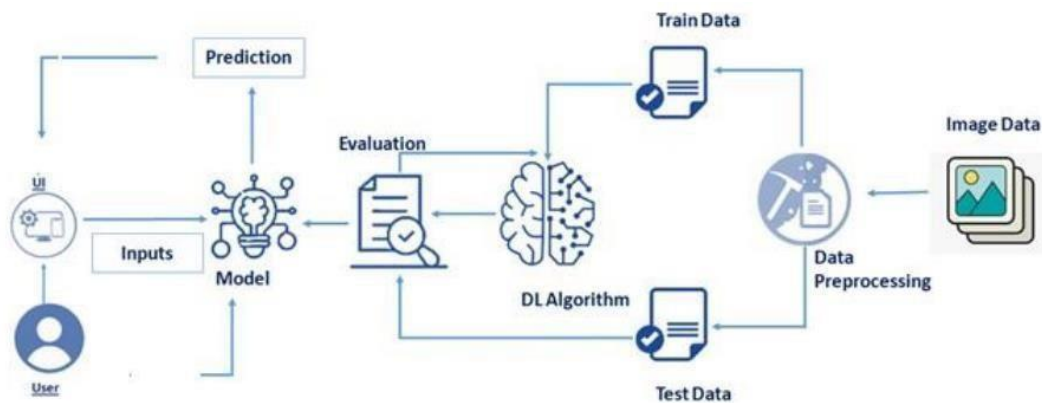 Train Data
Prediction
Evaluation
Image Data
UI
Inputs
Model
DL Algorithm
Data
Preprocessing
User
Test Data